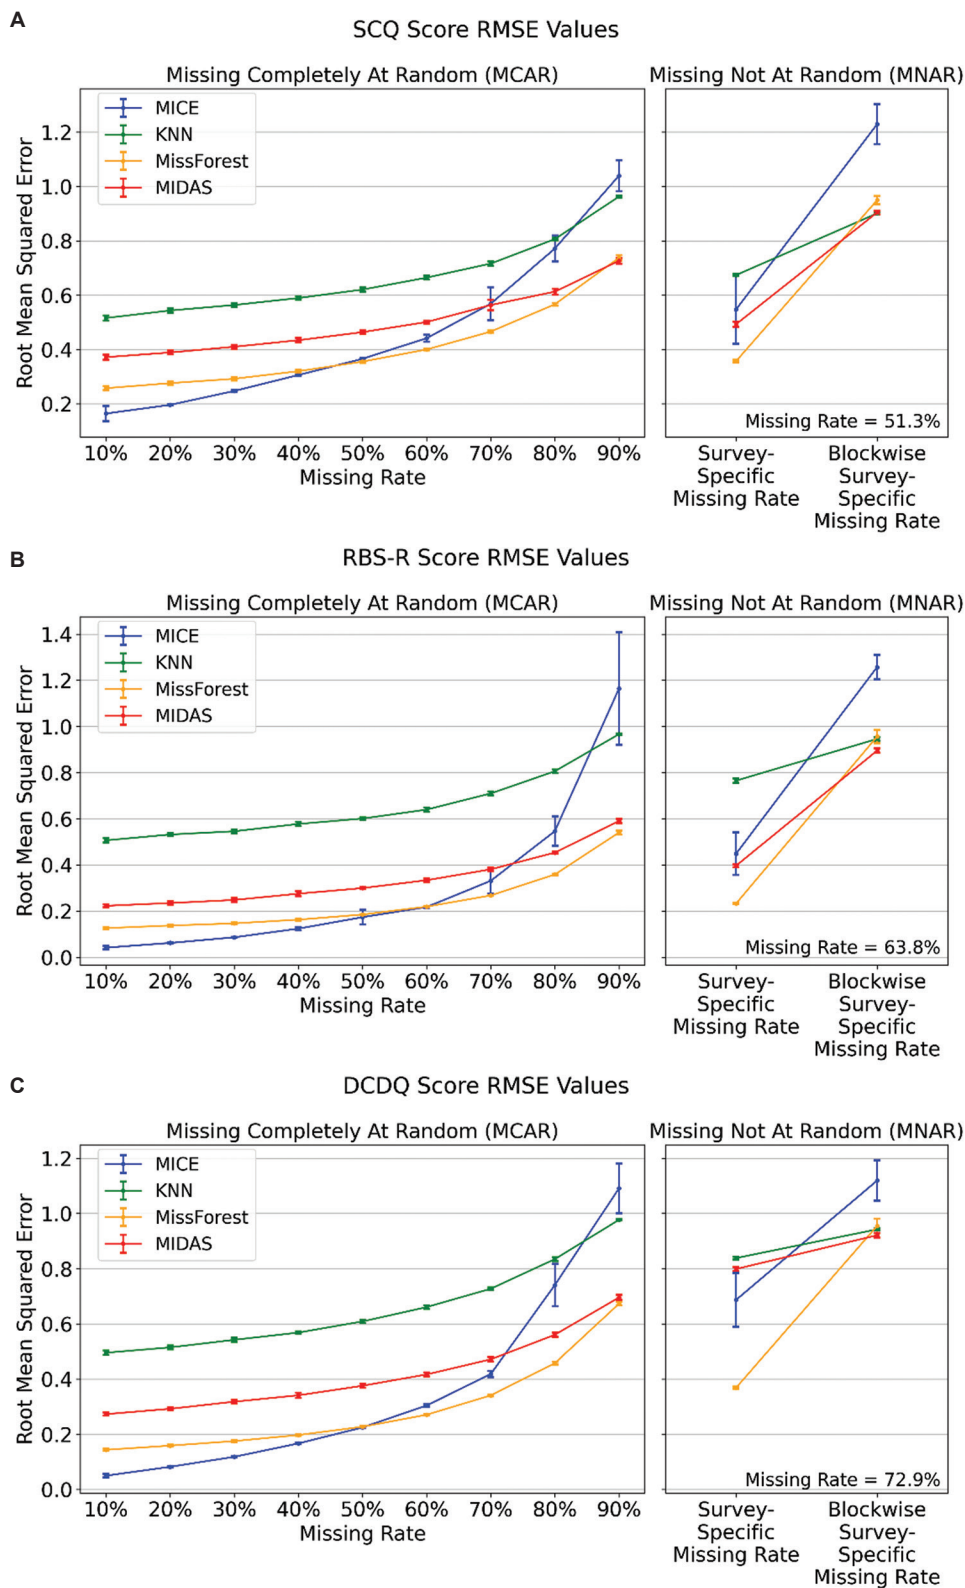 A
SCQ Score RMSE Values
Missing Completely At Random (MCAR)
Missing Not At Random (MNAR)
Root Mean Squared Error
1.2
1.0
0.8
0.6
0.4
0.2
MICE
KNN
MissForest
MIDAS
10% 20% 30% 40% 50% 60% 70% 80% 90%
Missing Rate
Missing Rate = 51.3%
Survey-
Specific
Missing Rate
Blockwise
Survey-
Specific
Missing Rate
B
RBS-R Score RMSE Values
Missing Completely At Random (MCAR)
Missing Not At Random (MNAR)
Root Mean Squared Error
1.4
1.2
1.0
0.8
0.6
0.4
0.2
0.0
MICE
KNN
MissForest
MIDAS
10% 20% 30% 40% 50% 60% 70% 80% 90%
Missing Rate
Missing Rate = 63.8%
Survey-
Specific
Missing Rate
Blockwise
Survey-
Specific
Missing Rate
C
DCDQ Score RMSE Values
Missing Completely At Random (MCAR)
Missing Not At Random (MNAR)
Root Mean Squared Error
1.2
1.0
0.8
0.6
0.4
0.2
0.0
MICE
KNN
MissForest
MIDAS
10% 20% 30% 40% 50% 60% 70% 80% 90%
Missing Rate
Missing Rate = 72.9%
Survey-
Specific
Missing Rate
Blockwise
Survey-
Specific
Missing Rate